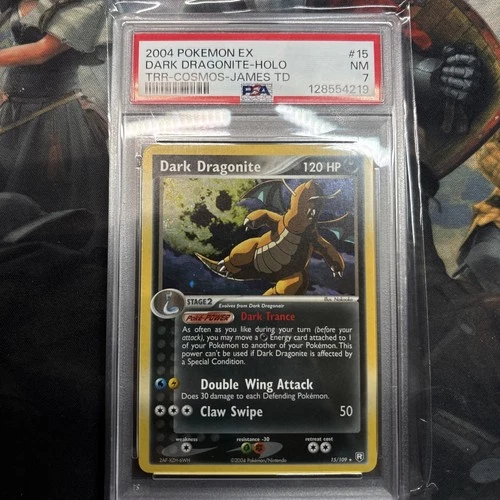 2004 POKEMON EX #15
DARK DRAGONITE-HOLO NM
TRR-COSMOS-JAMES TD 7
PSA 128554219
Dark Dragonite 120 HP
STAGE 2 Evolves from Dark Dragonair
POKé-POWER Dark Trance
As often as you like during your turn (before your
attack), you may move a Energy card attached to 1
of your Pokémon to another of your Pokémon. This
power can't be used if Dark Dragonite is affected by
a Special Condition.
Double Wing Attack
Does 30 damage to each Defending Pokémon.
Claw Swipe 50
weakness resistance -30 retreat cost
©2004 Pokémon/Nintendo 15/109 ★ R